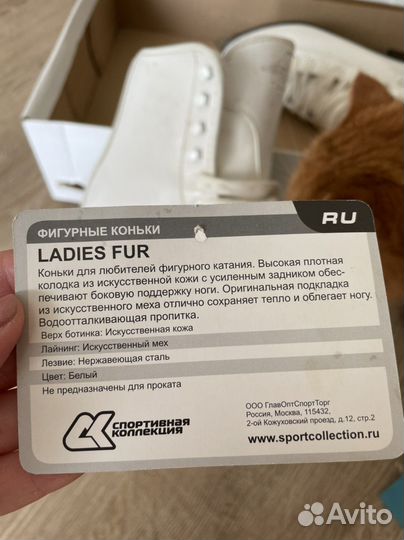 ФИГУРНЫЕ КОНЬКИ
RU
LADIES FUR
Коньки для любителей фигурного катания. Высокая плотная
колодка из искусственной кожи с усиленным задником обес-
печивают боковую поддержку ноги. Оригинальная подкладка
из искусственного меха отлично сохраняет тепло и облегает ногу.
Водоотталкивающая пропитка.
Верх ботинка: Искусственная кожа
Лайнинг: Искусственный мех
Лезвие: Нержавеющая сталь
Цвет: Белый
Не предназначены для проката
СПОРТИВНАЯ
КОЛЛЕКЦИЯ
ООО ГлавОптСпортТорг
Россия, Москва, 115432,
2-ой Кожуховский проезд, д.12, стр.2
www.sportcollection.ru
Avito